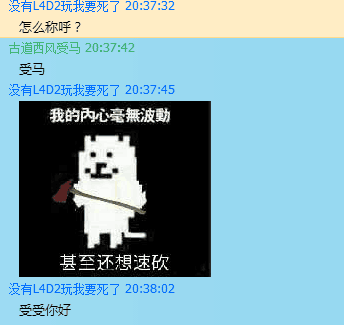 没有L4D2玩我要死了 20:37:32
怎么称呼？
古道西风受马 20:37:42
受马
没有L4D2玩我要死了 20:37:45
我的內心毫無波動
甚至还想速砍
没有L4D2玩我要死了 20:38:02
受受你好